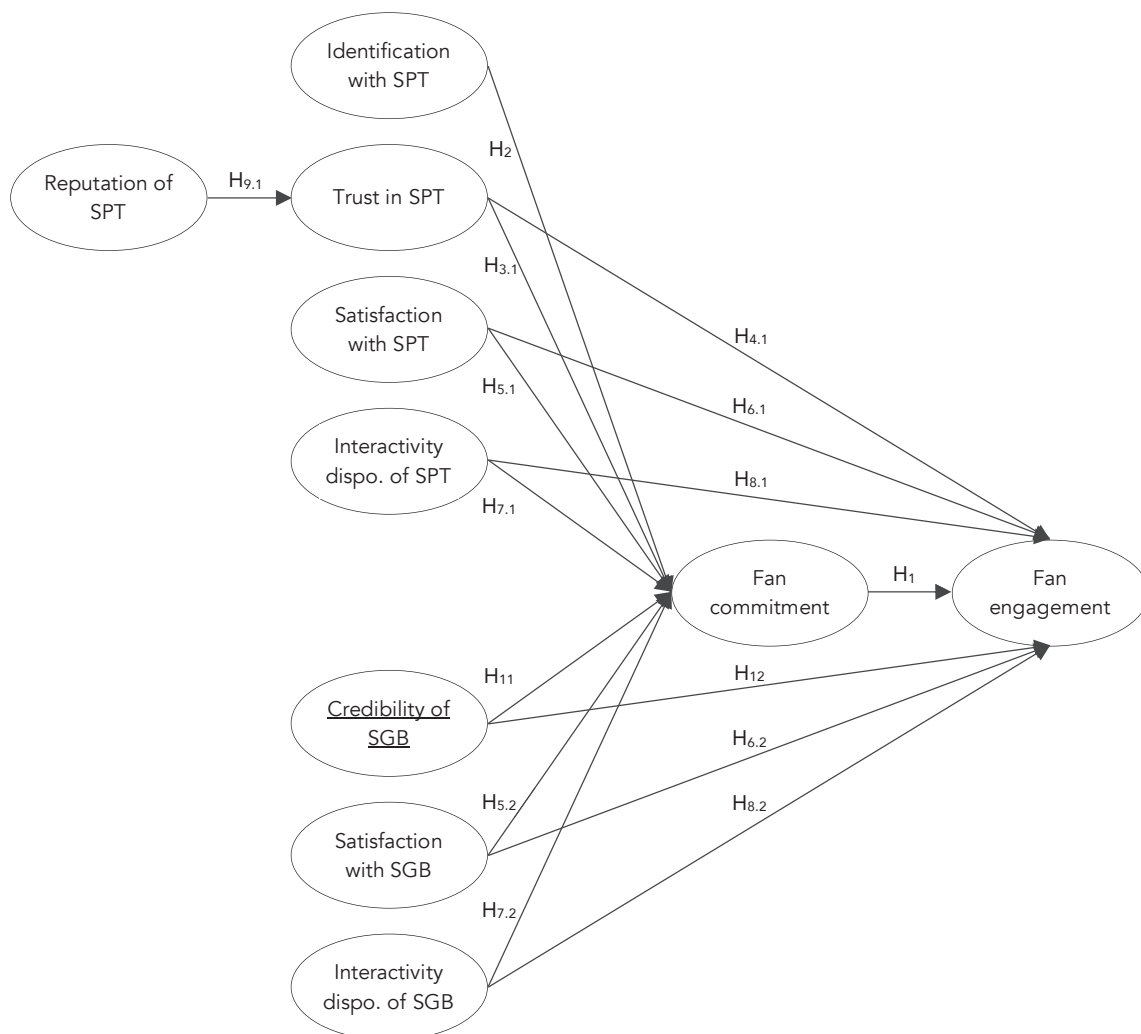 Identification
with SPT
H2
Reputation of
SPT
H9.1
Trust in SPT
H3.1
Satisfaction
with SPT
H4.1
H5.1
H6.1
Interactivity
dispo. of SPT
H8.1
H7.1
Fan
commitment
H1
Fan
engagement
H11
H12
Credibility of
SGB
H6.2
H5.2
H8.2
Satisfaction
with SGB
H7.2
Interactivity
dispo. of SGB